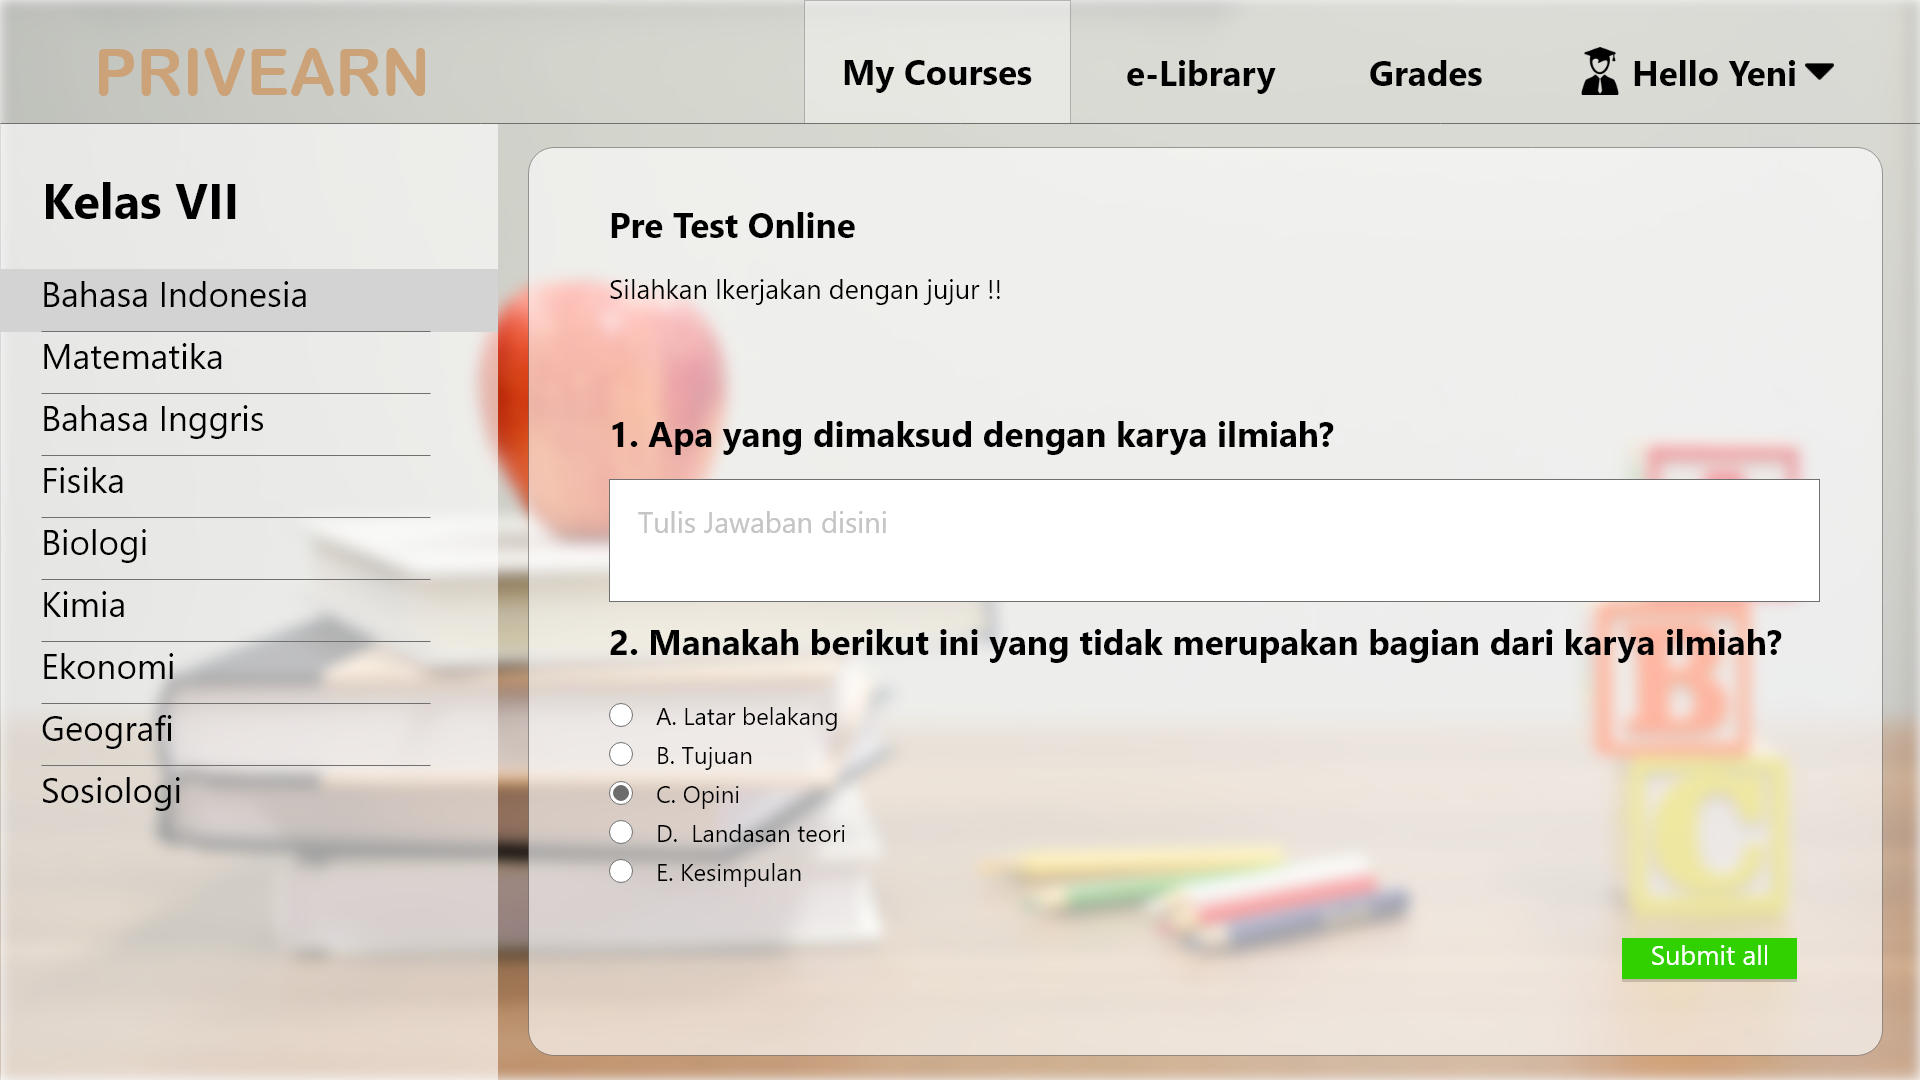 PRIVEARN
My Courses
e-Library
Grades
Hello Yeni
Kelas VII
Bahasa Indonesia
Matematika
Bahasa Inggris
Fisika
Biologi
Kimia
Ekonomi
Geografi
Sosiologi
Pre Test Online
Silahkan lkerjakan dengan jujur !!
1. Apa yang dimaksud dengan karya ilmiah?
Tulis Jawaban disini
2. Manakah berikut ini yang tidak merupakan bagian dari karya ilmiah?
A. Latar belakang
B. Tujuan
C. Opini
D. Landasan teori
E. Kesimpulan
B
C
Submit all